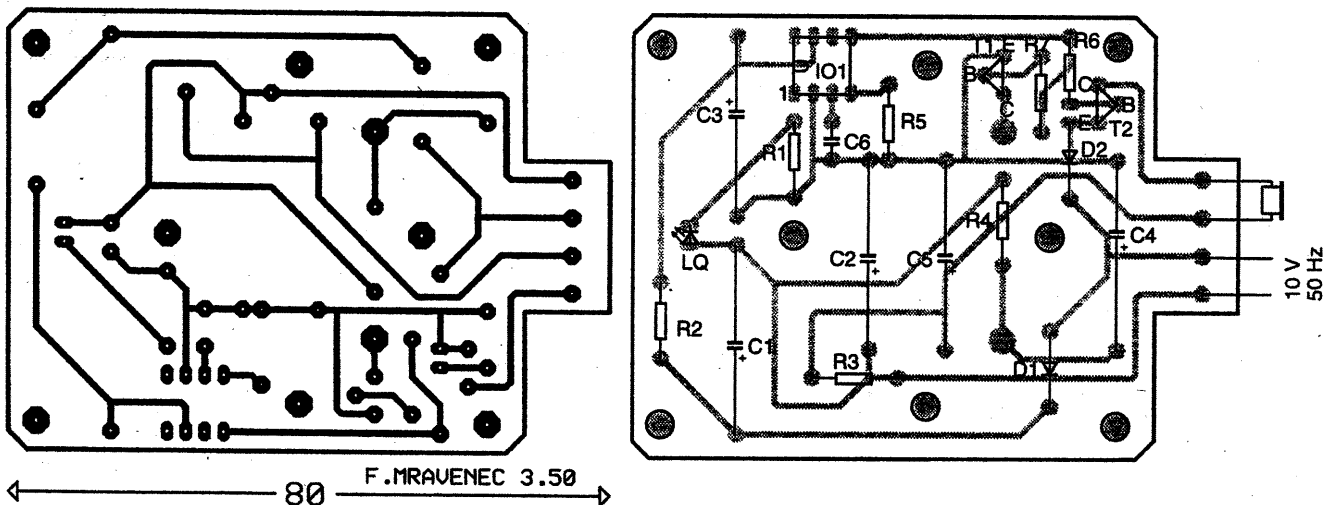 F.MRAVENEC 3.50
80
T1 E R7 R6
B IO1 C
1 B
C3 + C E T2
R5
R1 C6 D2
R4
LQ C2 C5 C4
+ + +
R2 C1 R3 D1
+
10 V
50 Hz